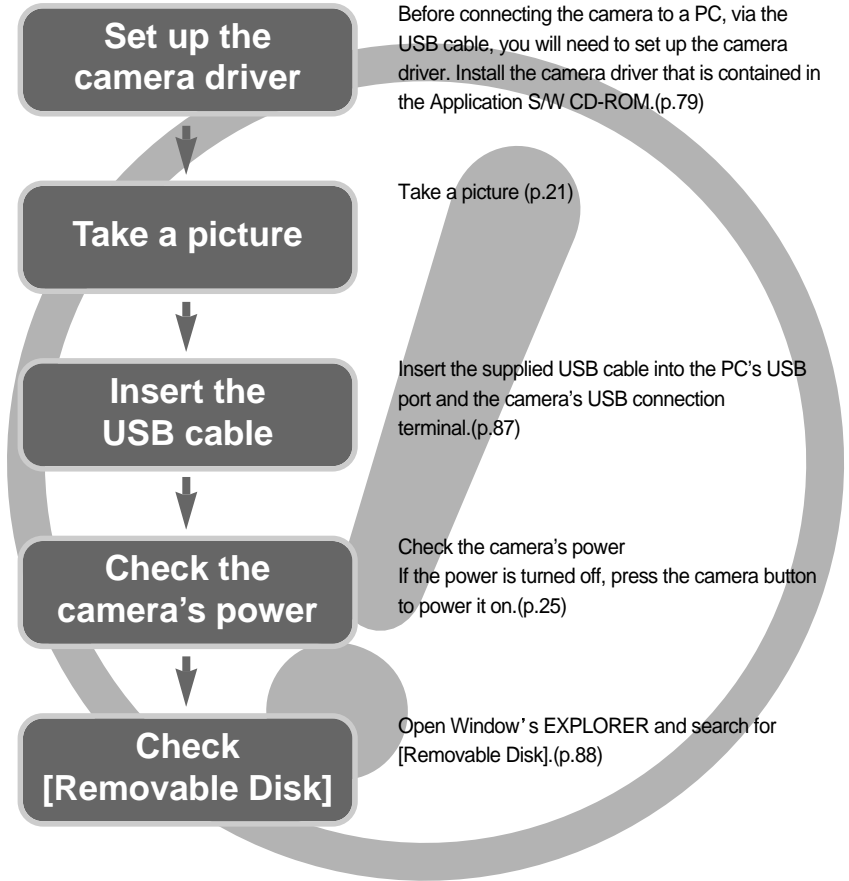 Set up the
camera driver
Before connecting the camera to a PC, via the
USB cable, you will need to set up the camera
driver. Install the camera driver that is contained in
the Application S/W CD-ROM.(p.79)
Take a picture
Take a picture (p.21)
Insert the
USB cable
Insert the supplied USB cable into the PC's USB
port and the camera's USB connection
terminal.(p.87)
Check the
camera's power
Check the camera's power
If the power is turned off, press the camera button
to power it on.(p.25)
Check
[Removable Disk]
Open Window's EXPLORER and search for
[Removable Disk].(p.88)